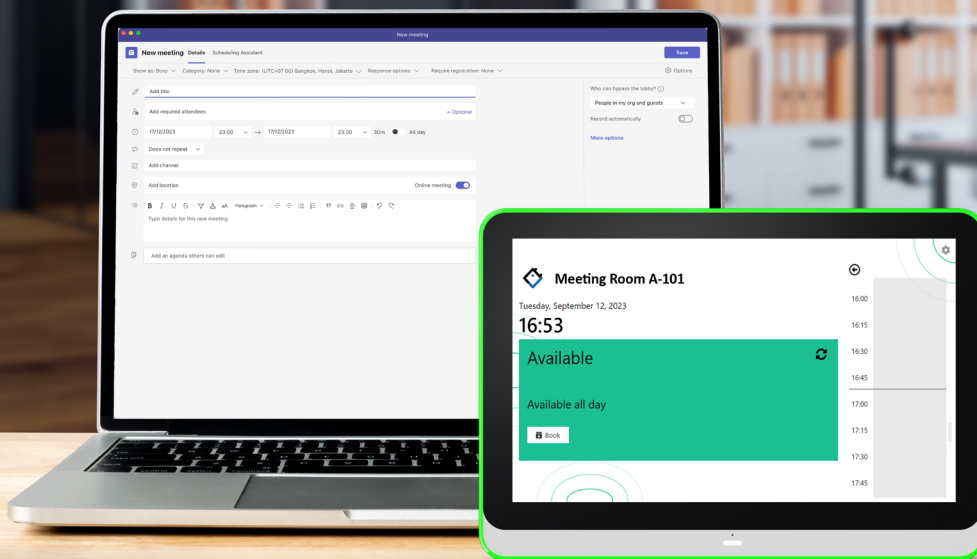 New meeting
New meeting Details Scheduling Assistant
Save
Show as: Busy Category: None Time zone: (UTC+07:00) Bangkok, Hanoi, Jakarta Response options Require registration: None
Options
Add title
Add required attendees
+ Optional
17/12/2023 23:00 → 17/12/2023 23:30 30m All day
Does not repeat
Add channel
Add location
Online meeting
B I U S AA Paragraph
Type details for this new meeting
Add an agenda others can edit
Who can bypass the lobby?
People in my org and guests
Record automatically
More options
Meeting Room A-101
Tuesday, September 12, 2023
16:53
Available
Available all day
Book
16:00
16:15
16:30
16:45
17:00
17:15
17:30
17:45